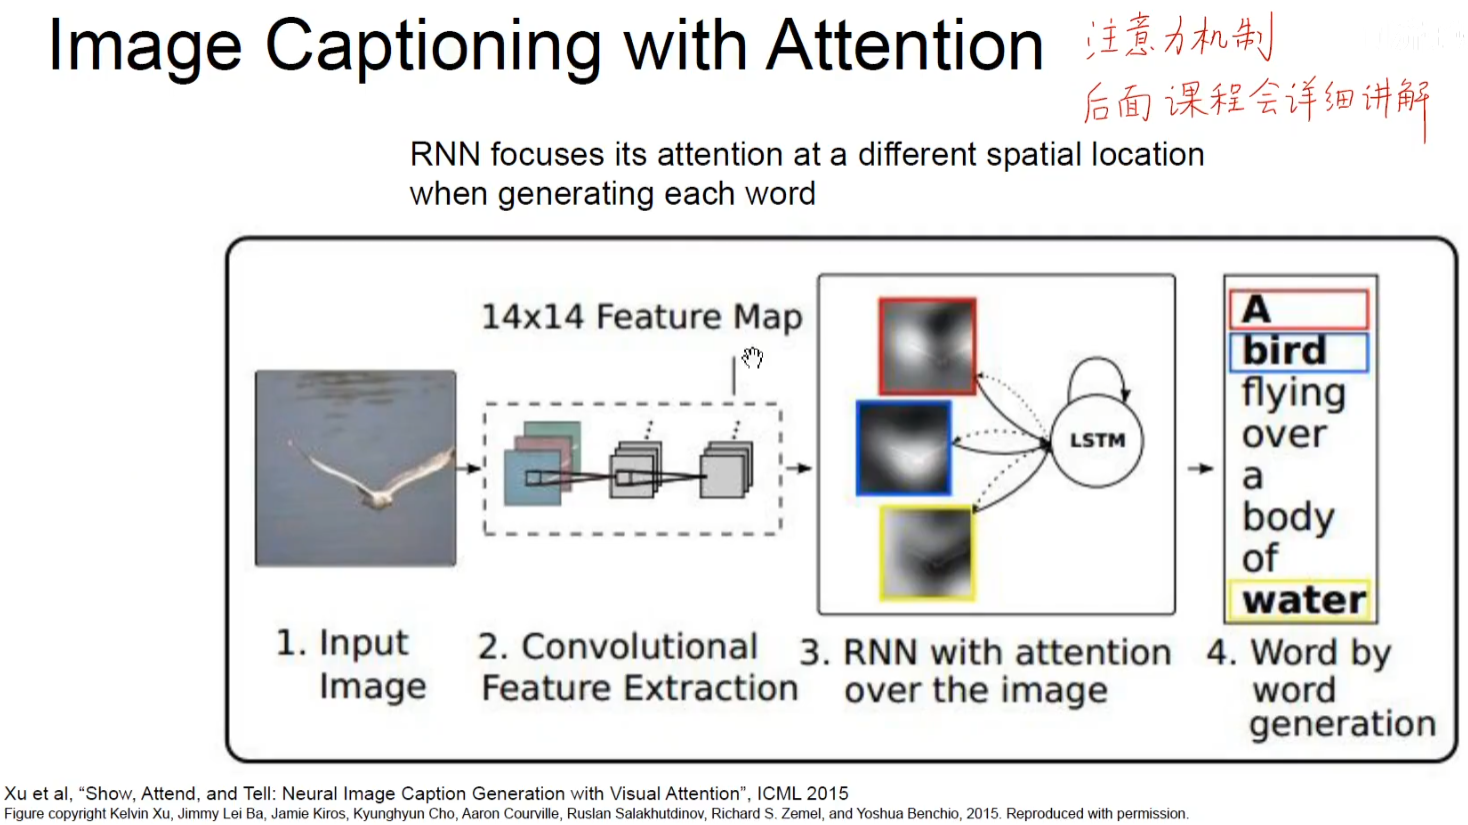 Image Captioning with Attention
注意力机制
后面课程会详细讲解
RNN focuses its attention at a different spatial location
when generating each word
14x14 Feature Map
LSTM
A
bird
flying
over
a
body
of
water
1. Input
Image
2. Convolutional
Feature Extraction
3. RNN with attention
over the image
4. Word by
word
generation
Xu et al, “Show, Attend, and Tell: Neural Image Caption Generation with Visual Attention”, ICML 2015
Figure copyright Kelvin Xu, Jimmy Lei Ba, Jamie Kiros, Kyunghyun Cho, Aaron Courville, Ruslan Salakhutdinov, Richard S. Zemel, and Yoshua Benchio, 2015. Reproduced with permission.